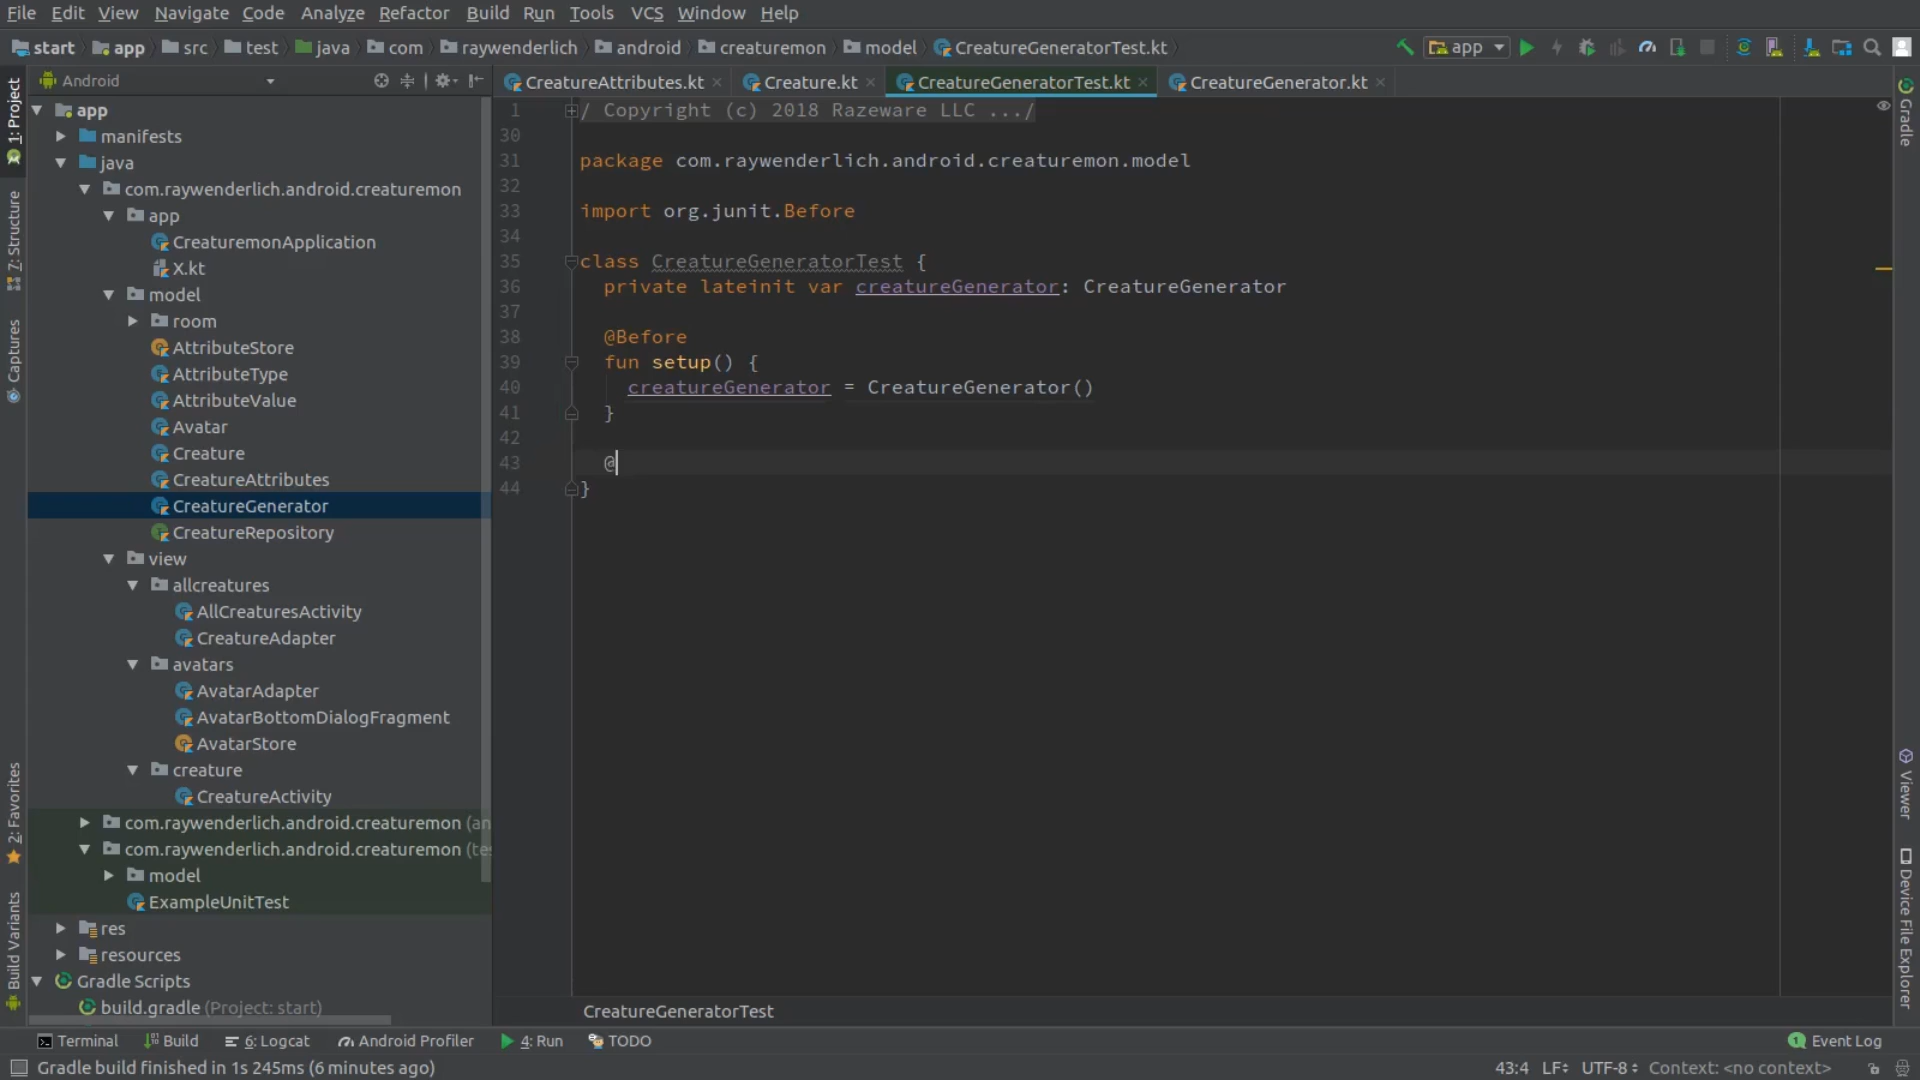 File Edit View Navigate Code Analyze Refactor Build Run Tools VCS Window Help
start app src test java com raywenderlich android creaturemon model CreatureGeneratorTest.kt app
Android
CreatureAttributes.kt Creature.kt CreatureGeneratorTest.kt CreatureGenerator.kt
1: Project
7: Structure
Captures
2: Favorites
Build Variants
app
manifests
java
com.raywenderlich.android.creaturemon
app
CreaturemonApplication
X.kt
model
room
AttributeStore
AttributeType
AttributeValue
Avatar
Creature
CreatureAttributes
CreatureGenerator
CreatureRepository
view
allcreatures
AllCreaturesActivity
CreatureAdapter
avatars
AvatarAdapter
AvatarBottomDialogFragment
AvatarStore
creature
CreatureActivity
com.raywenderlich.android.creaturemon (an
com.raywenderlich.android.creaturemon (tes
model
ExampleUnitTest
res
resources
Gradle Scripts
build.gradle (Project: start)
1 / Copyright (c) 2018 Razeware LLC .../
30
31 package com.raywenderlich.android.creaturemon.model
32
33 import org.junit.Before
34
35 class CreatureGeneratorTest {
36 private lateinit var creatureGenerator: CreatureGenerator
37
38 @Before
39 fun setup() {
40 creatureGenerator = CreatureGenerator()
41 }
42
43 @
44 }
CreatureGeneratorTest
Gradle
Viewer
Device File Explorer
Terminal Build 6: Logcat Android Profiler 4: Run TODO 1 Event Log
Gradle build finished in 1s 245ms (6 minutes ago) 43:4 LF UTF-8 Context: <no context>